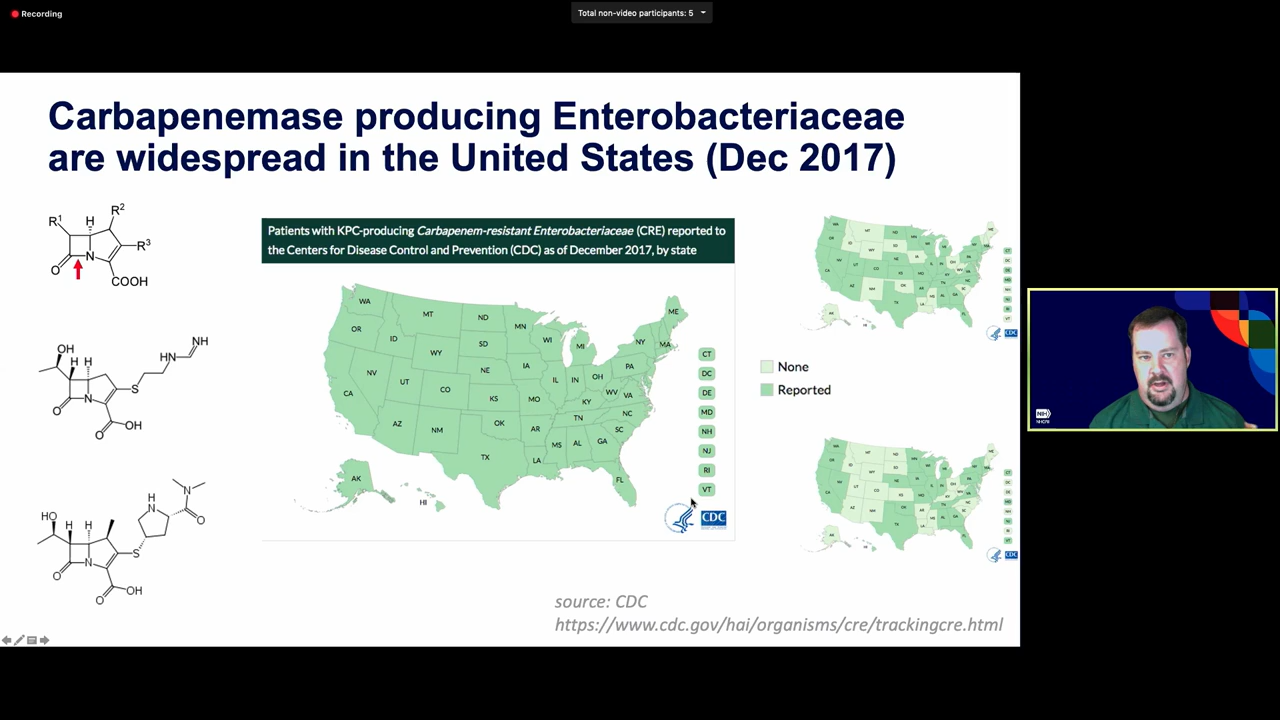 Recording
Total non-video participants: 5
Carbapenemase producing Enterobacteriaceae
are widespread in the United States (Dec 2017)
R¹
H
R²
R³
O
N
COOH
OH
H H
S
HN
NH
O
N
O
OH
HO
H H
H
N
N
O
S
O
N
O
OH
Patients with KPC-producing Carbapenem-resistant Enterobacteriaceae (CRE) reported to
the Centers for Disease Control and Prevention (CDC) as of December 2017, by state
WA
OR
CA
ID
NV
MT
WY
UT
AZ
CO
NM
ND
SD
NE
KS
OK
TX
MN
IA
MO
AR
LA
WI
IL
MI
IN
OH
KY
TN
MS
AL
GA
FL
SC
NC
VA
WV
PA
NY
ME
MA
AK
HI
CT
DC
DE
MD
NH
NJ
RI
VT
CDC
None
Reported
CDC
CDC
source: CDC
https://www.cdc.gov/hai/organisms/cre/trackingcre.html
NIH
NHGRI